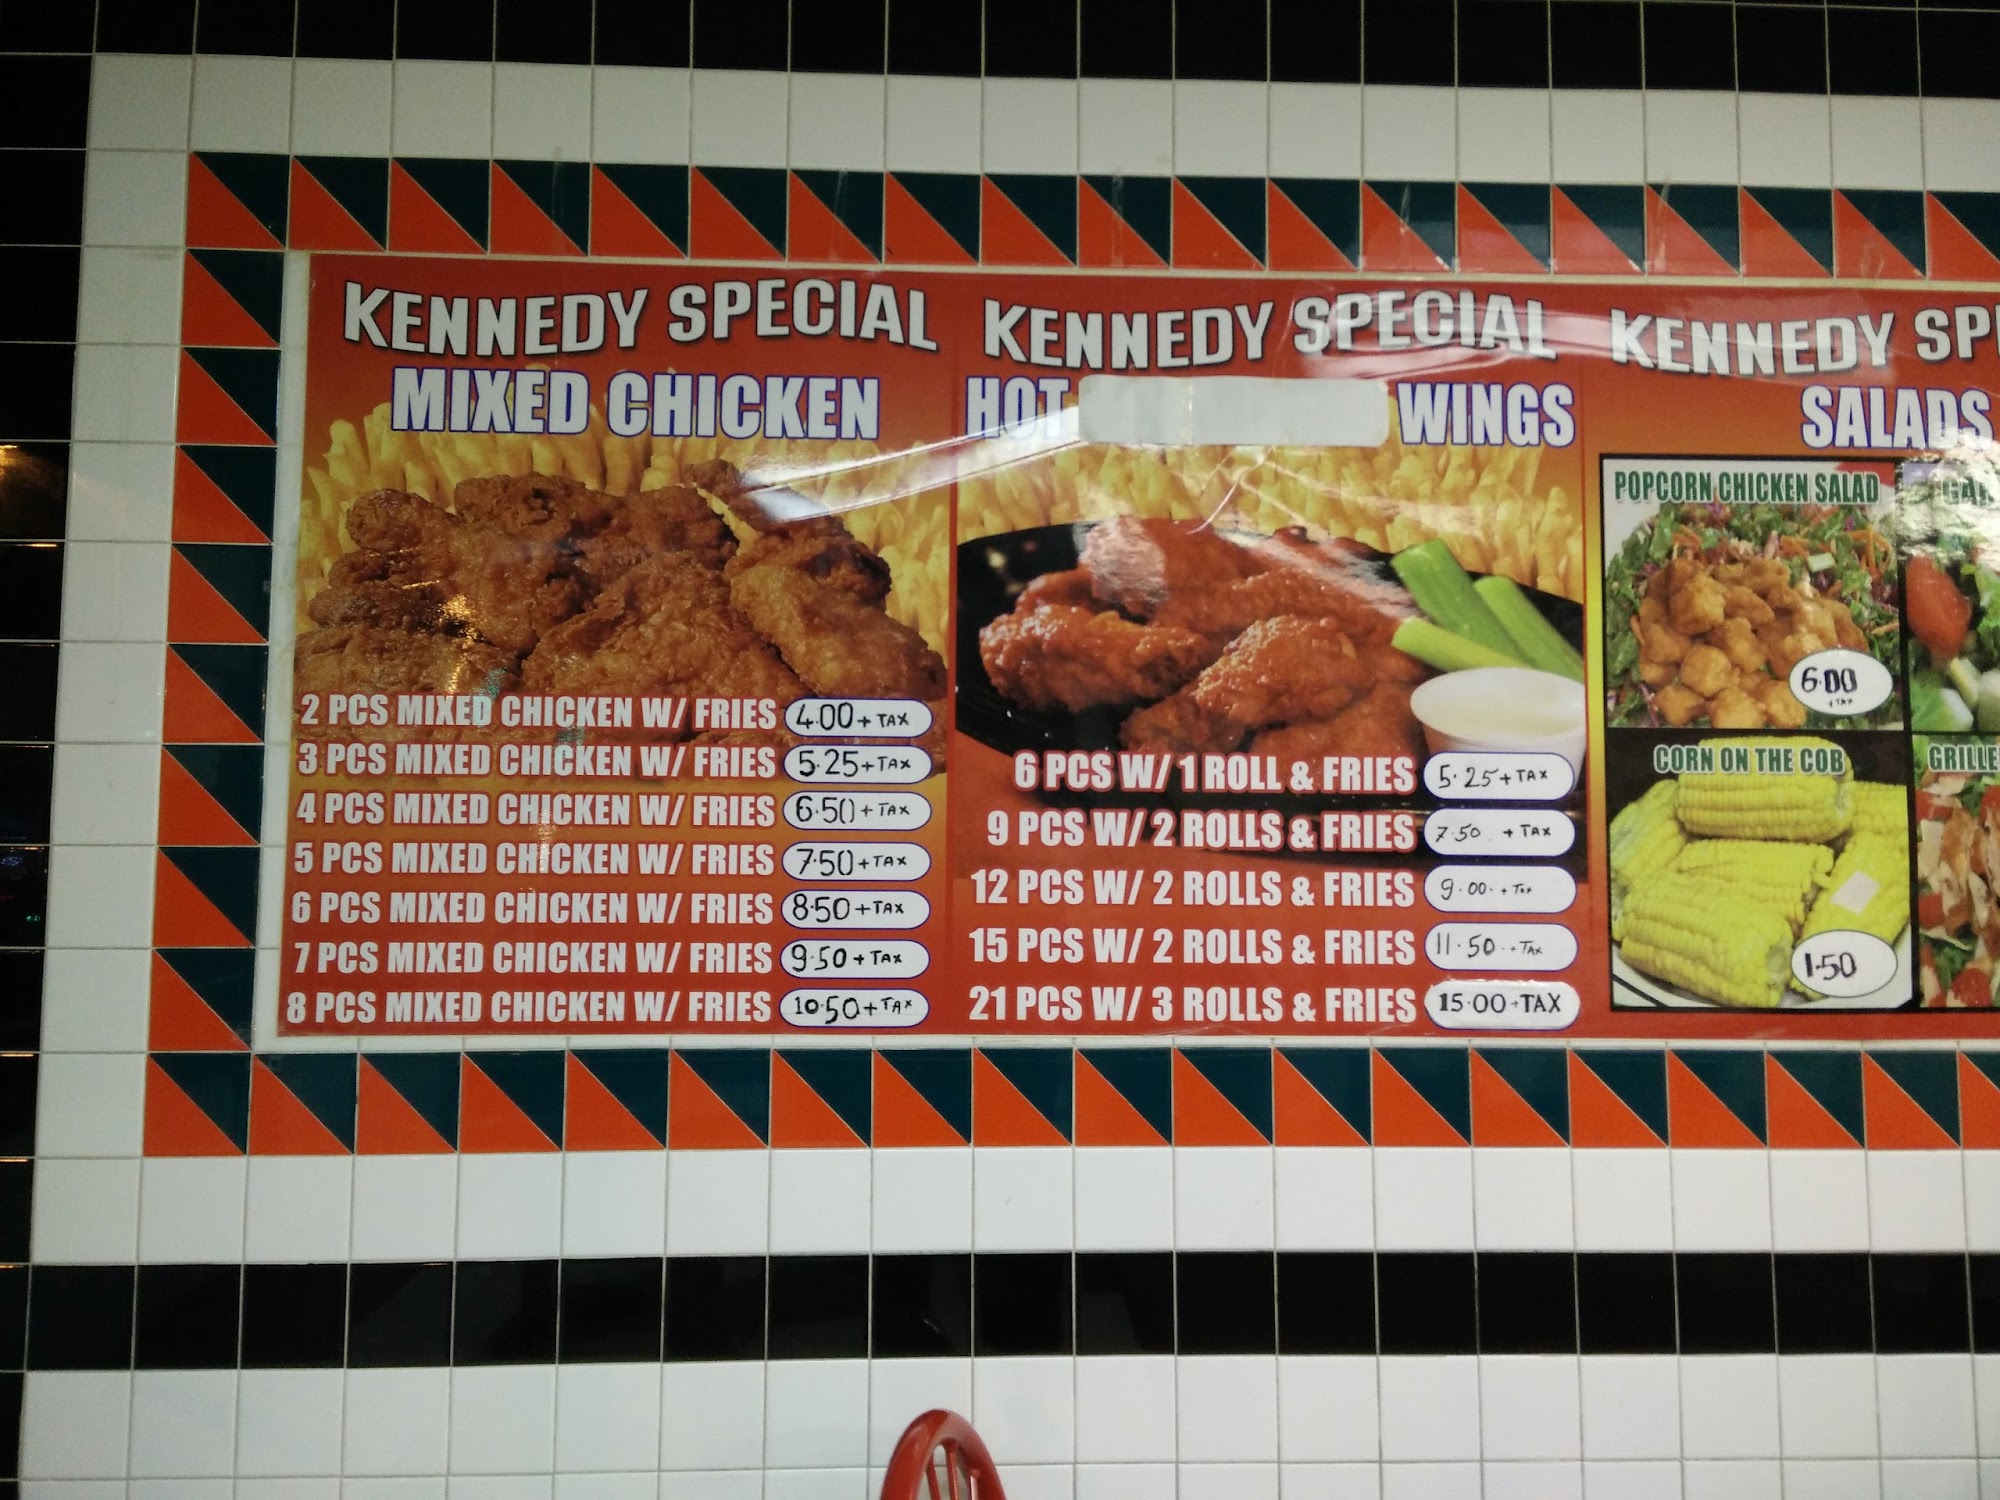 KENNEDY SPECIAL
MIXED CHICKEN
2 PCS MIXED CHICKEN W/ FRIES 4.00 + TAX
3 PCS MIXED CHICKEN W/ FRIES 5.25 + TAX
4 PCS MIXED CHICKEN W/ FRIES 6.50 + TAX
5 PCS MIXED CHICKEN W/ FRIES 7.50 + TAX
6 PCS MIXED CHICKEN W/ FRIES 8.50 + TAX
7 PCS MIXED CHICKEN W/ FRIES 9.50 + TAX
8 PCS MIXED CHICKEN W/ FRIES 10.50 + TAX
KENNEDY SPECIAL
HOT WINGS
6 PCS W/ 1 ROLL & FRIES 5.25 + TAX
9 PCS W/ 2 ROLLS & FRIES 7.50 + TAX
12 PCS W/ 2 ROLLS & FRIES 9.00 + Tax
15 PCS W/ 2 ROLLS & FRIES 11.50 + TAX
21 PCS W/ 3 ROLLS & FRIES 15.00 + TAX
KENNEDY SP
SALADS
POPCORN CHICKEN SALAD
6.00
+ TAX
CORN ON THE COB
1.50
GRILLE